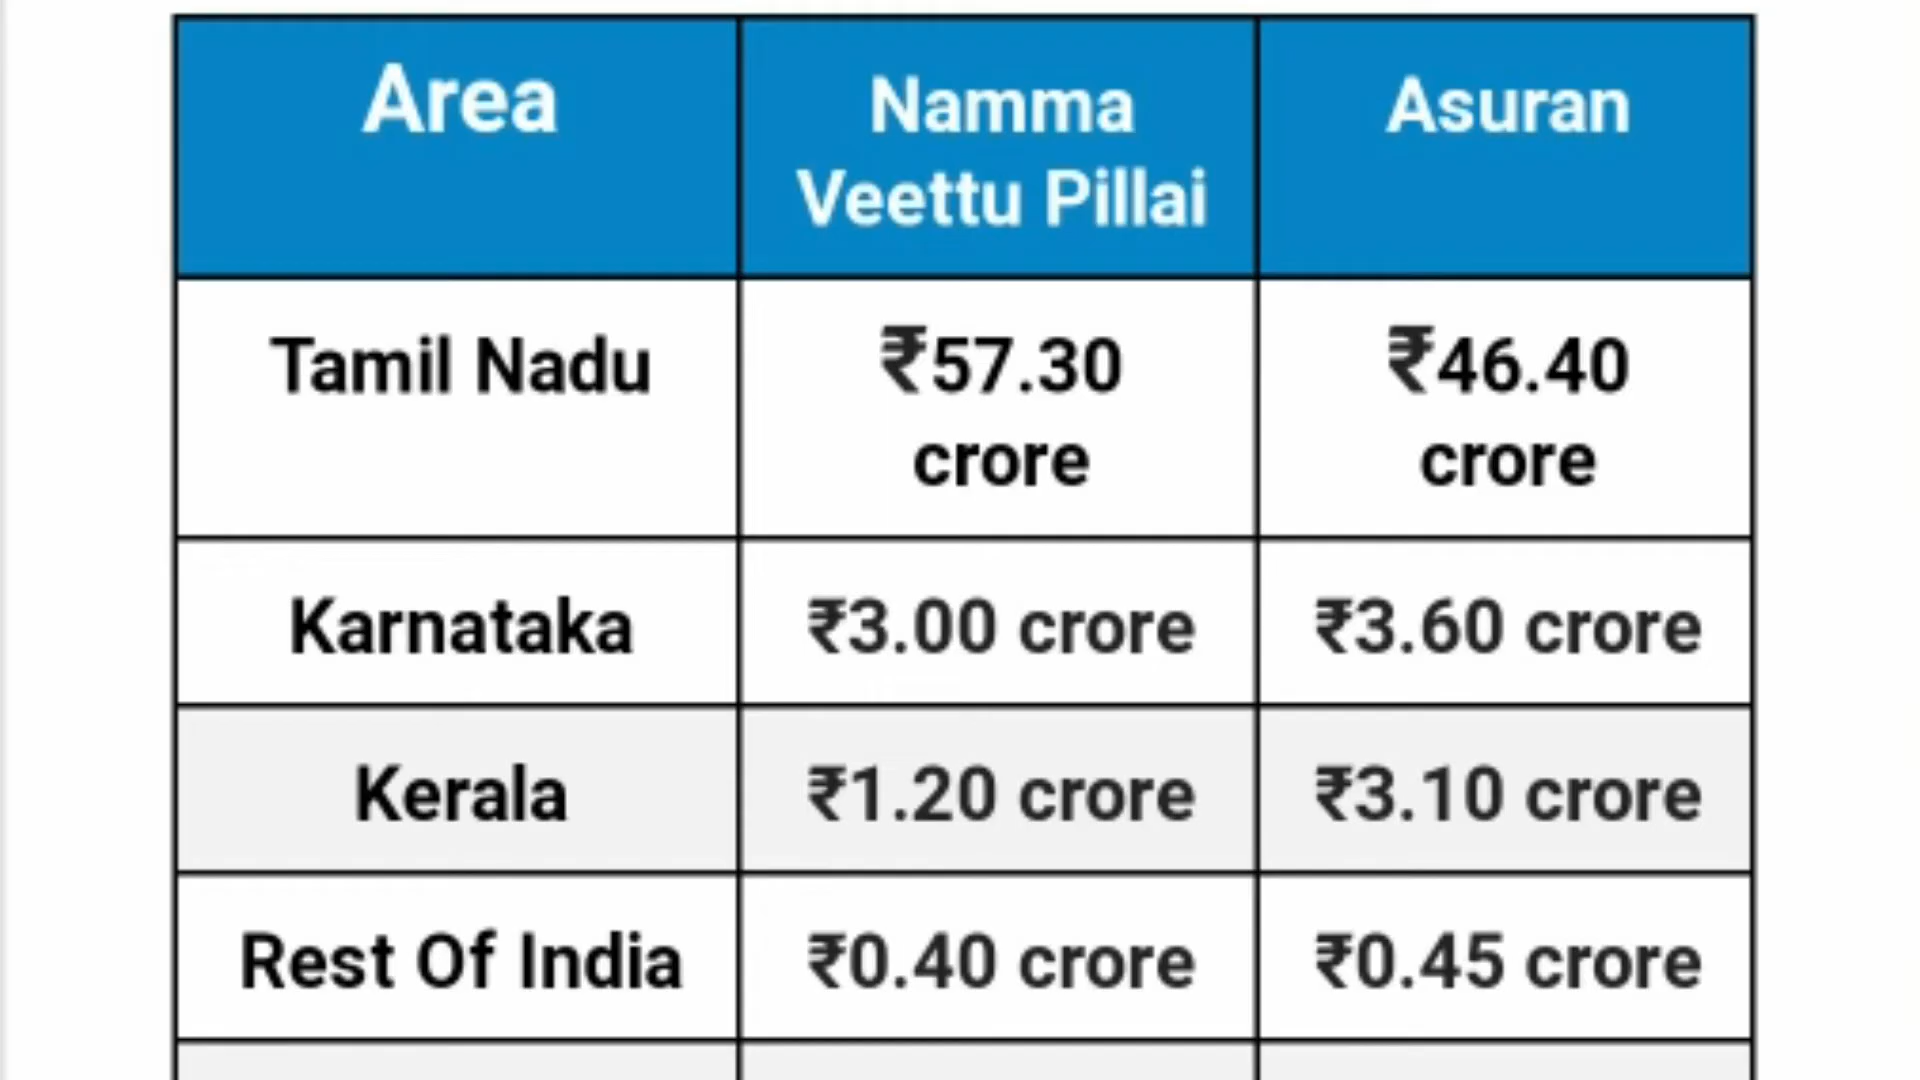 Area Namma Asuran
Veettu Pillai
Tamil Nadu ₹57.30 ₹46.40
crore crore
Karnataka ₹3.00 crore ₹3.60 crore
Kerala ₹1.20 crore ₹3.10 crore
Rest Of India ₹0.40 crore ₹0.45 crore